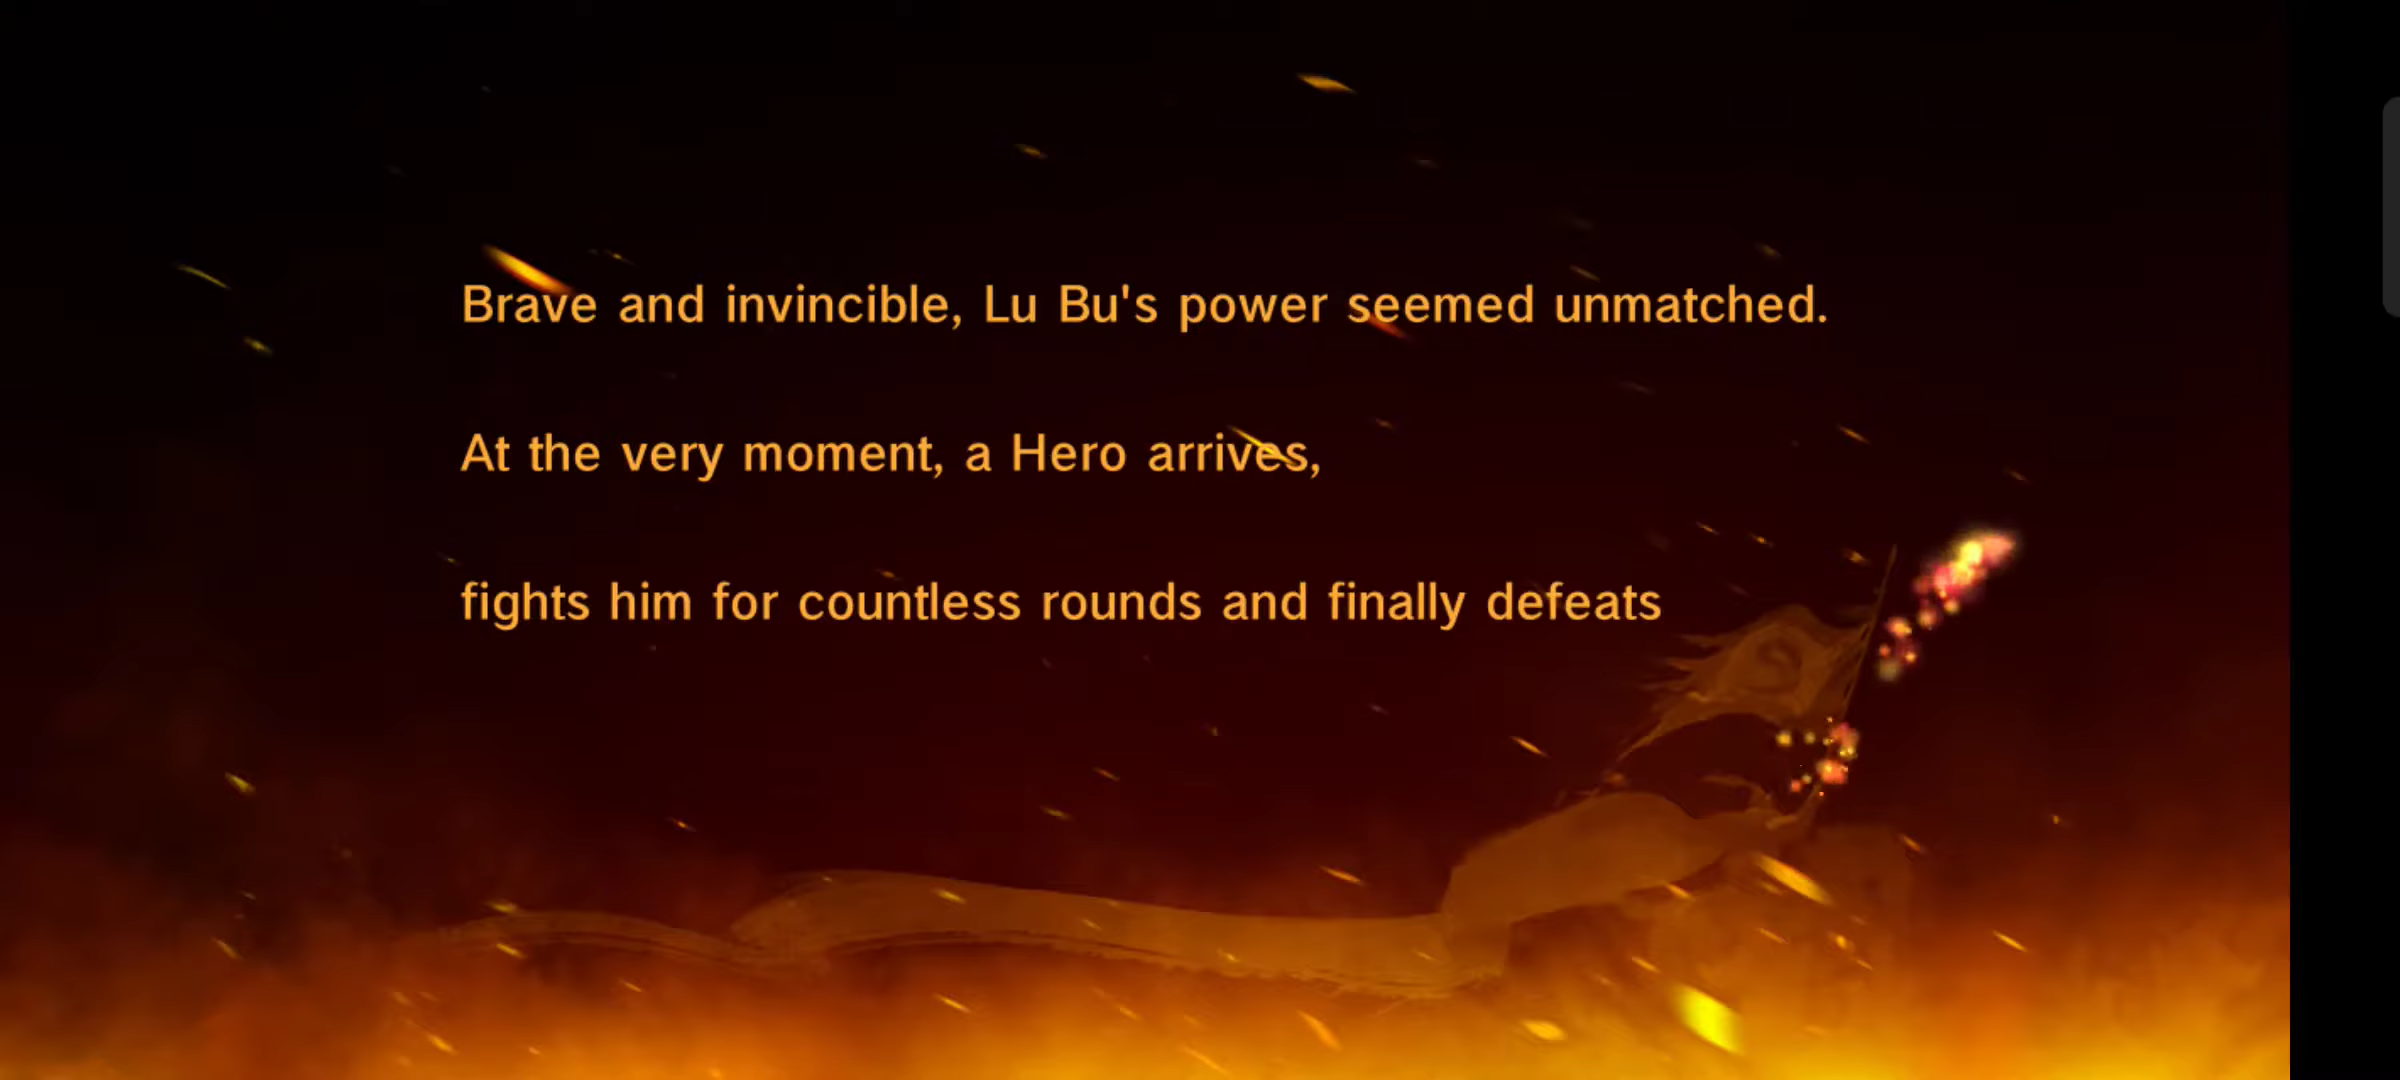 Brave and invincible, Lu Bu's power seemed unmatched.
At the very moment, a Hero arrives,
fights him for countless rounds and finally defeats